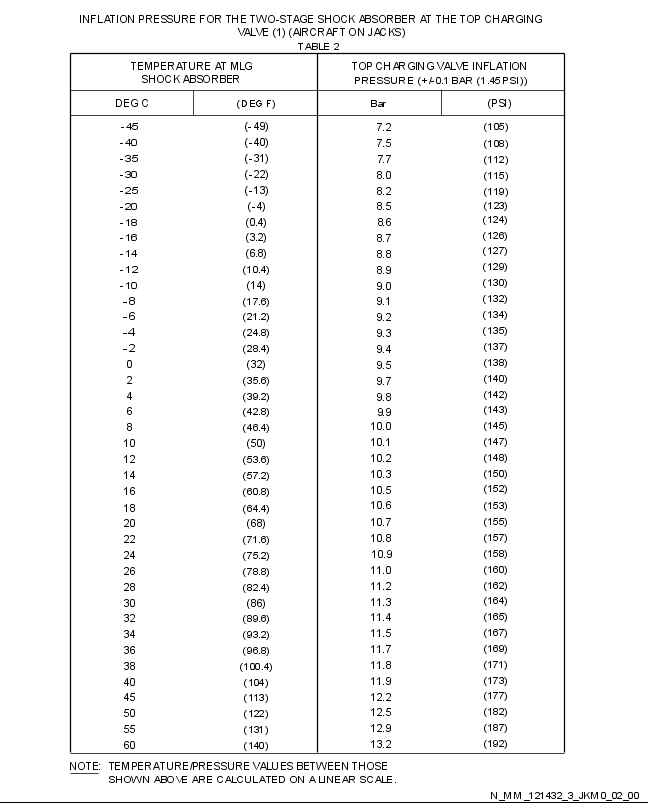 INFLATION PRESSURE FOR THE TWO-STAGE SHOCK ABSORBER AT THE TOP CHARGING
VALVE (1) (AIRCRAFT ON JACKS)
TABLE 2
TEMPERATURE AT MLG TOP CHARGING VALVE INFLATION
SHOCK ABSORBER PRESSURE (+/-0.1 BAR (1.45 PSI))
DEG C (DEG F) Bar (PSI)
-45 (-49) 7.2 (105)
-40 (-40) 7.5 (108)
-35 (-31) 7.7 (112)
-30 (-22) 8.0 (115)
-25 (-13) 8.2 (119)
-20 (-4) 8.5 (123)
-18 (0.4) 8.6 (124)
-16 (3.2) 8.7 (126)
-14 (6.8) 8.8 (127)
-12 (10.4) 8.9 (129)
-10 (14) 9.0 (130)
-8 (17.6) 9.1 (132)
-6 (21.2) 9.2 (134)
-4 (24.8) 9.3 (135)
-2 (28.4) 9.4 (137)
0 (32) 9.5 (138)
2 (35.6) 9.7 (140)
4 (39.2) 9.8 (142)
6 (42.8) 9.9 (143)
8 (46.4) 10.0 (145)
10 (50) 10.1 (147)
12 (53.6) 10.2 (148)
14 (57.2) 10.3 (150)
16 (60.8) 10.5 (152)
18 (64.4) 10.6 (153)
20 (68) 10.7 (155)
22 (71.6) 10.8 (157)
24 (75.2) 10.9 (158)
26 (78.8) 11.0 (160)
28 (82.4) 11.2 (162)
30 (86) 11.3 (164)
32 (89.6) 11.4 (165)
34 (93.2) 11.5 (167)
36 (96.8) 11.7 (169)
38 (100.4) 11.8 (171)
40 (104) 11.9 (173)
45 (113) 12.2 (177)
50 (122) 12.5 (182)
55 (131) 12.9 (187)
60 (140) 13.2 (192)
NOTE: TEMPERATURE/PRESSURE VALUES BETWEEN THOSE
SHOWN ABOVE ARE CALCULATED ON A LINEAR SCALE.
N_MM_121432_3_JKM0_02_00